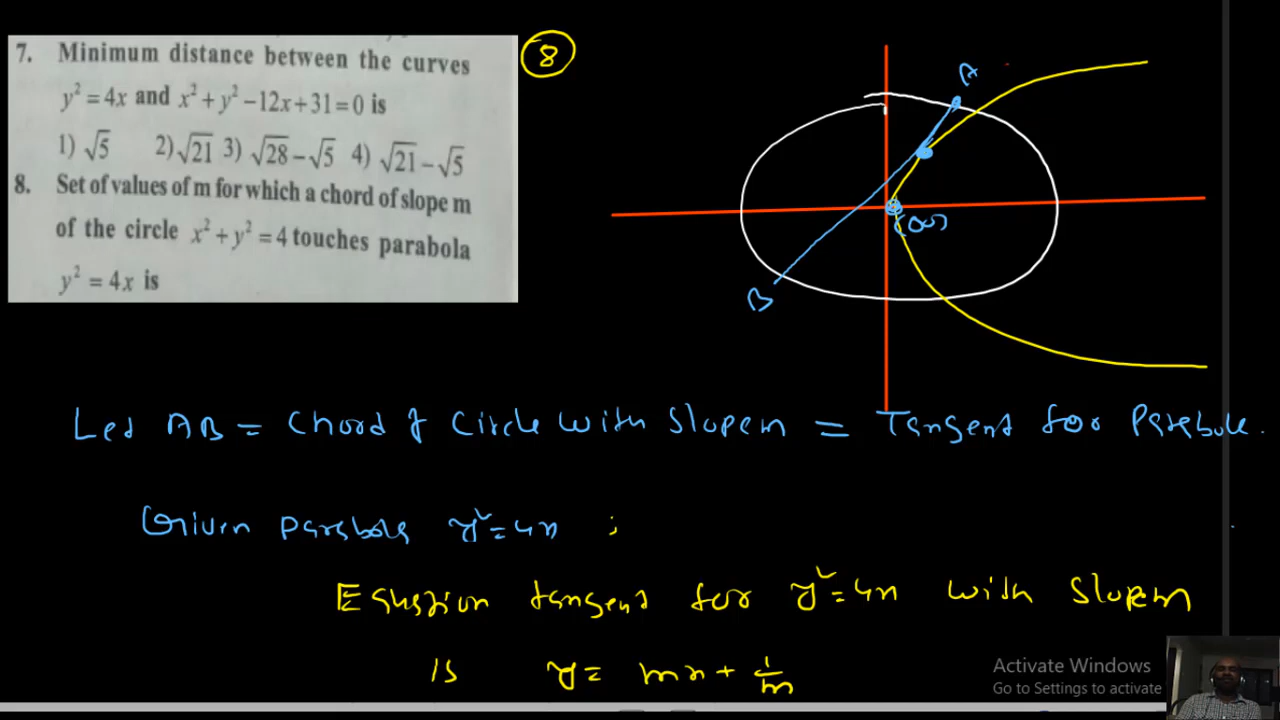 7. Minimum distance between the curves
y² = 4x and x² + y² − 12x + 31 = 0 is
1) √5 2) √21 3) √28 − √5 4) √21 − √5
8. Set of values of m for which a chord of slope m
of the circle x² + y² = 4 touches parabola
y² = 4x is
8
A
(0,0)
B
Let AB = Chord of Circle with Slope m = Tangent for Parabola.
Given parabola y² = 4x ;
Equation tangent for y² = 4x with Slope m
is y = mx + 1/m
Activate Windows
Go to Settings to activate